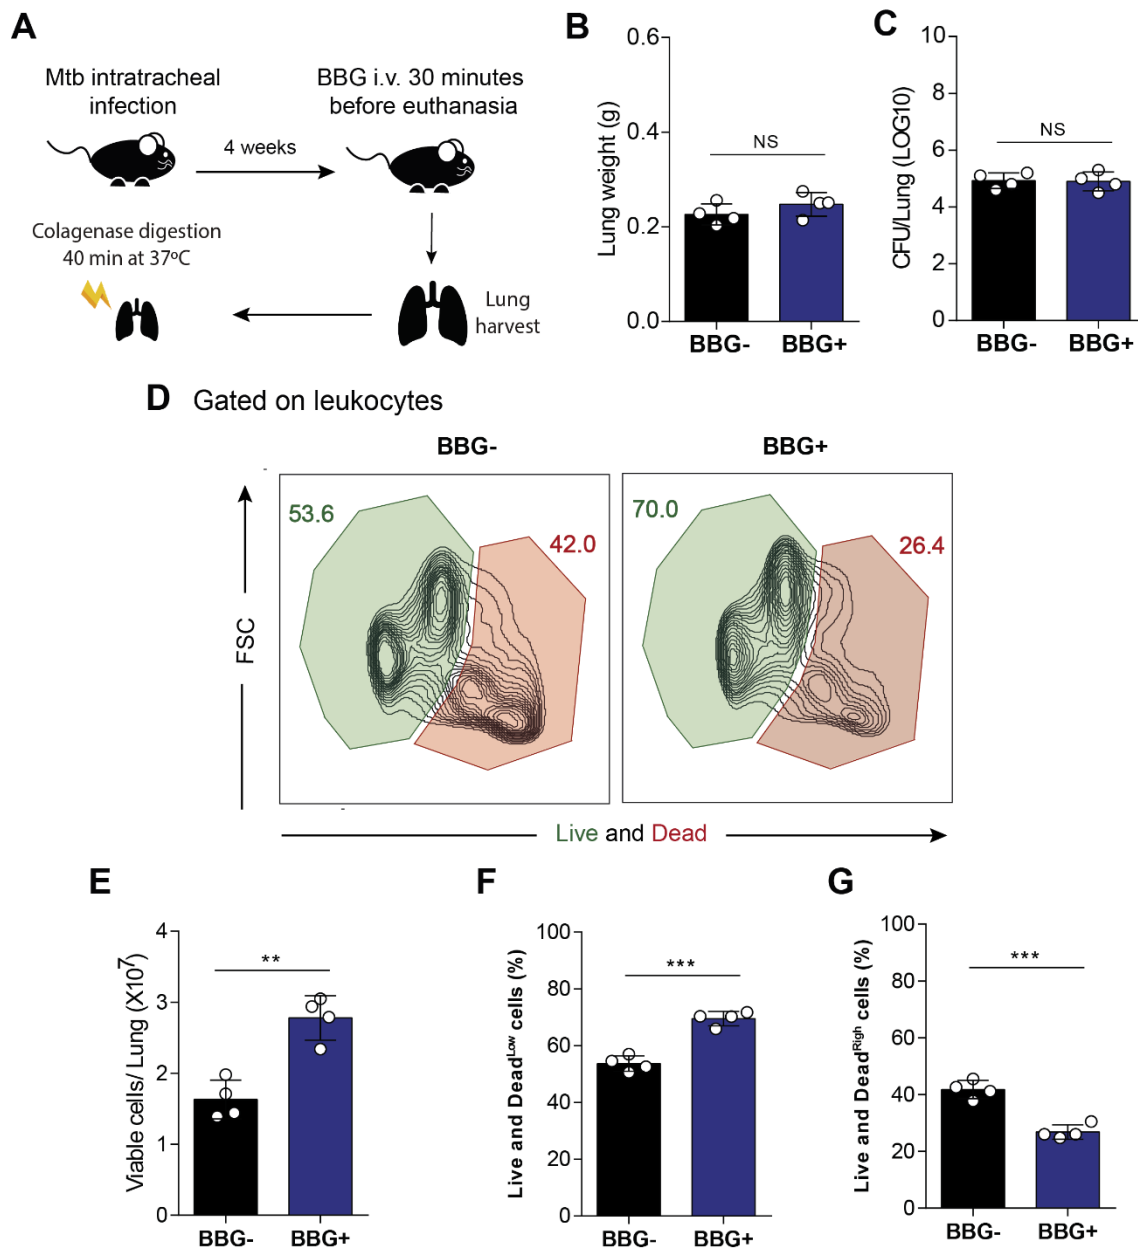 A
Mtb intratracheal
infection
BBG i.v. 30 minutes
before euthanasia
4 weeks
Colagenase digestion
40 min at 37ºC
Lung
harvest
B
Lung weight (g)
0.6
0.4
0.2
0.0
NS
BBG-
BBG+
C
CFU/Lung (LOG10)
10
8
6
4
2
0
NS
BBG-
BBG+
D Gated on leukocytes
BBG-
BBG+
53.6
42.0
70.0
26.4
FSC
Live and Dead
E
Viable cells/ Lung (X10⁷)
4
3
2
1
0
**
BBG-
BBG+
F
Live and Dead^Low cells (%)
100
80
60
40
20
0
***
BBG-
BBG+
G
Live and Dead^Righ cells (%)
100
80
60
40
20
0
***
BBG-
BBG+